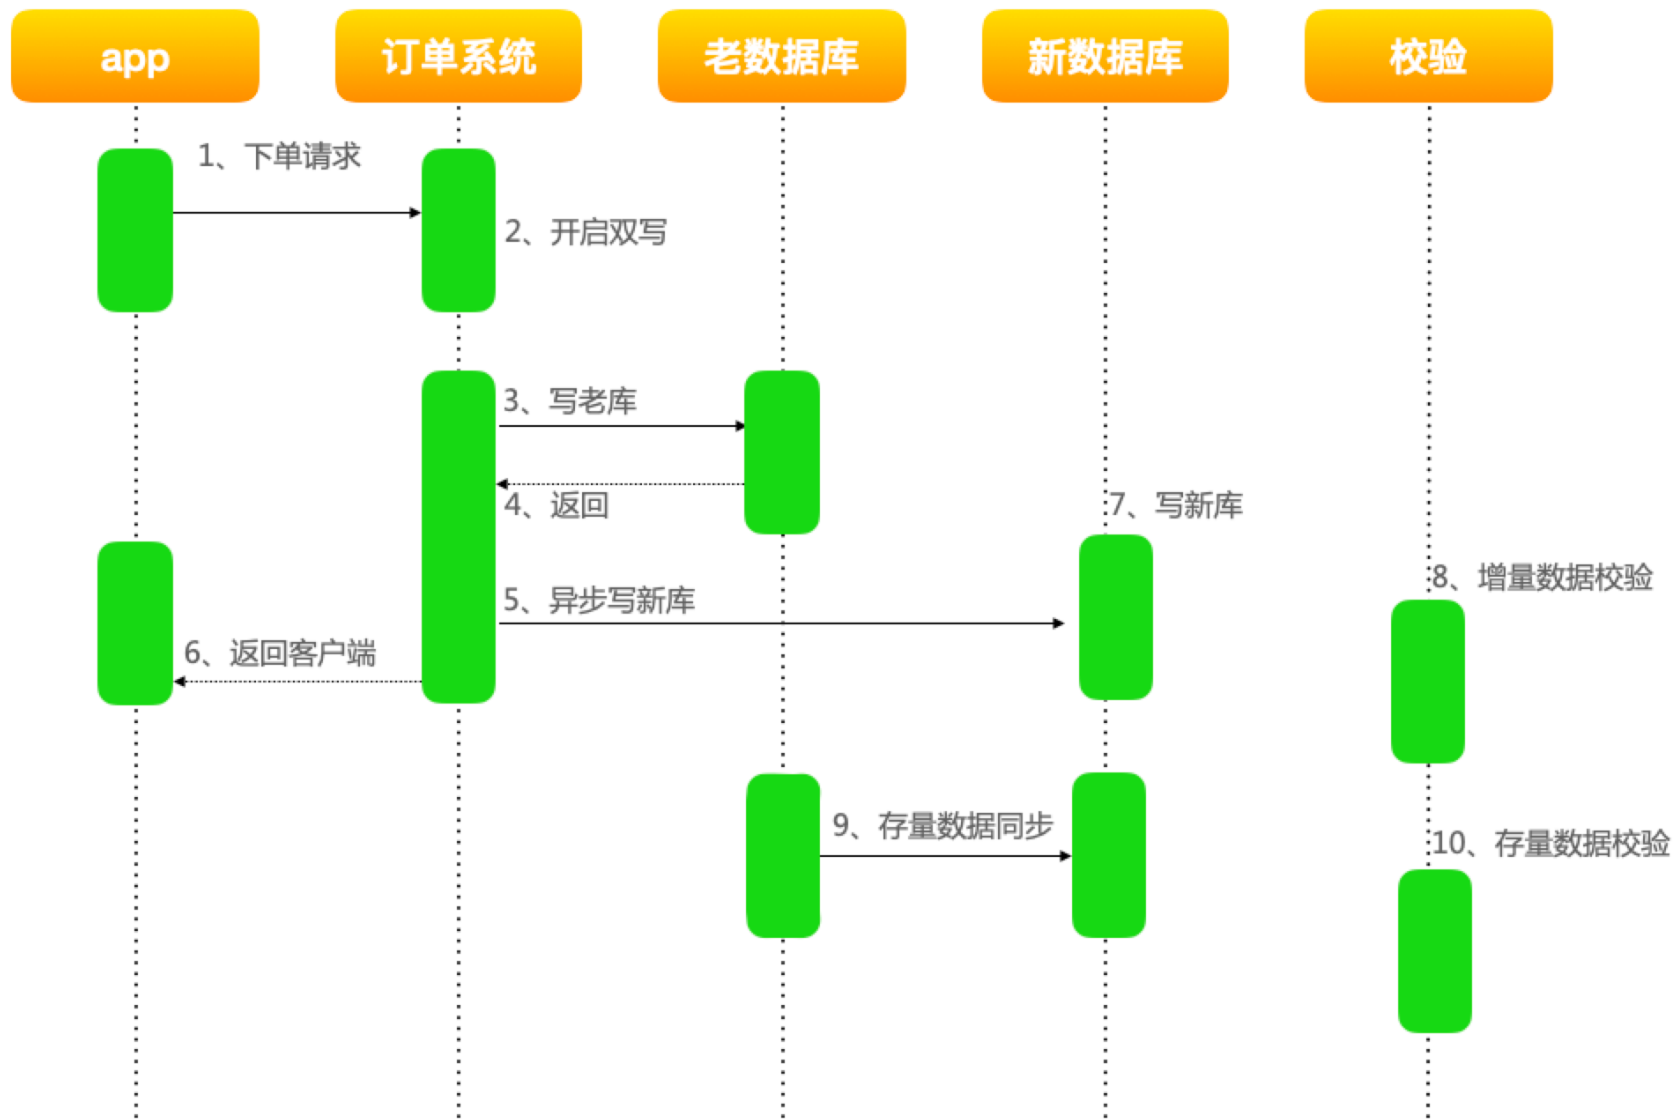 app
订单系统
老数据库
新数据库
校验
1、下单请求
2、开启双写
3、写老库
4、返回
7、写新库
8、增量数据校验
5、异步写新库
6、返回客户端
9、存量数据同步
10、存量数据校验